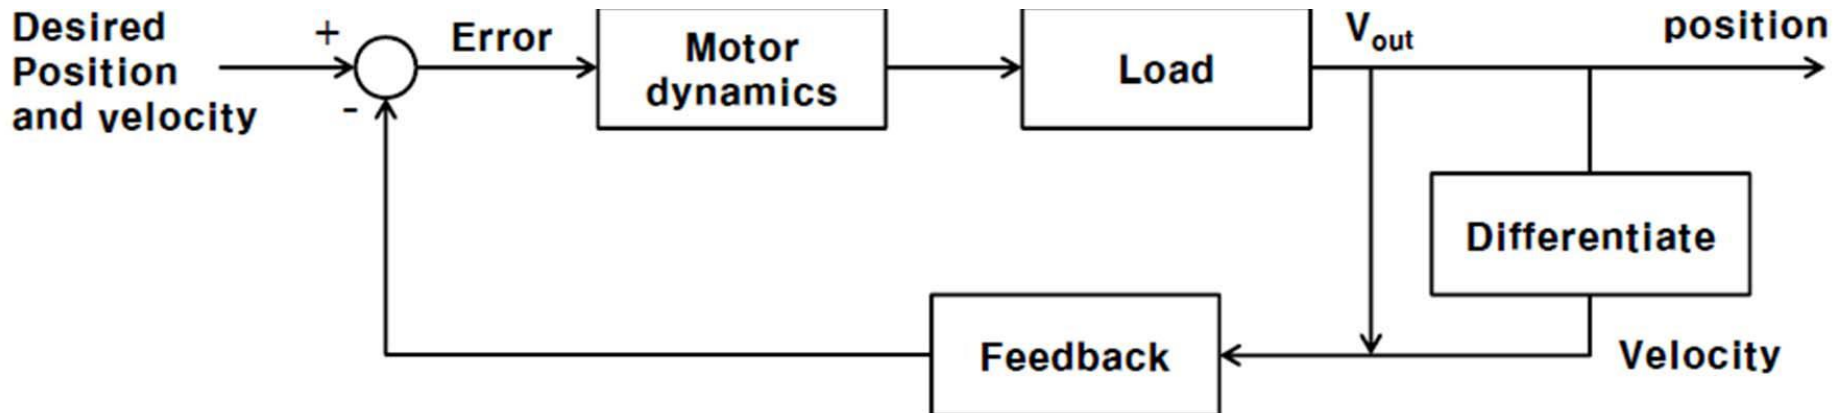 Desired
Position
and velocity
+
-
Error
Motor
dynamics
Load
Vout
position
Differentiate
Velocity
Feedback